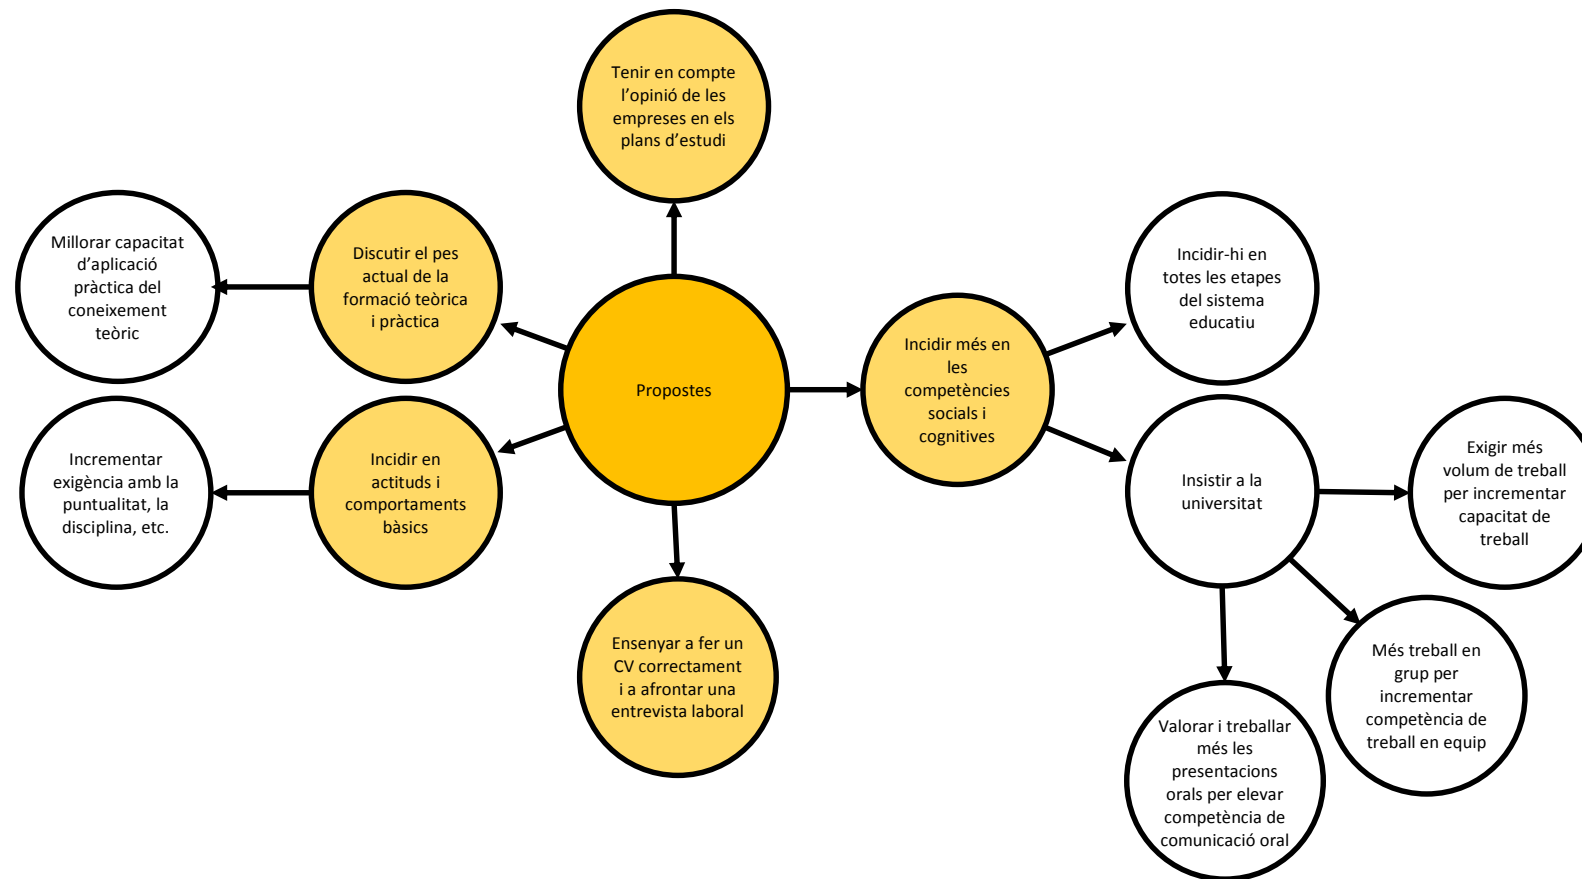 Tenir en compte
l’opinió de les
empreses en els
plans d’estudi
Millorar capacitat
d’aplicació
pràctica del
coneixement
teòric
Discutir el pes
actual de la
formació teòrica
i pràctica
Incidir-hi en
totes les etapes
del sistema
educatiu
Propostes
Incidir més en
les
competències
socials i
cognitives
Incrementar
exigència amb la
puntualitat, la
disciplina, etc.
Incidir en
actituds i
comportaments
bàsics
Insistir a la
universitat
Exigir més
volum de treball
per incrementar
capacitat de
treball
Ensenyar a fer un
CV correctament
i a afrontar una
entrevista laboral
Més treball en
grup per
incrementar
competència de
treball en equip
Valorar i treballar
més les
presentacions
orals per elevar
competència de
comunicació oral